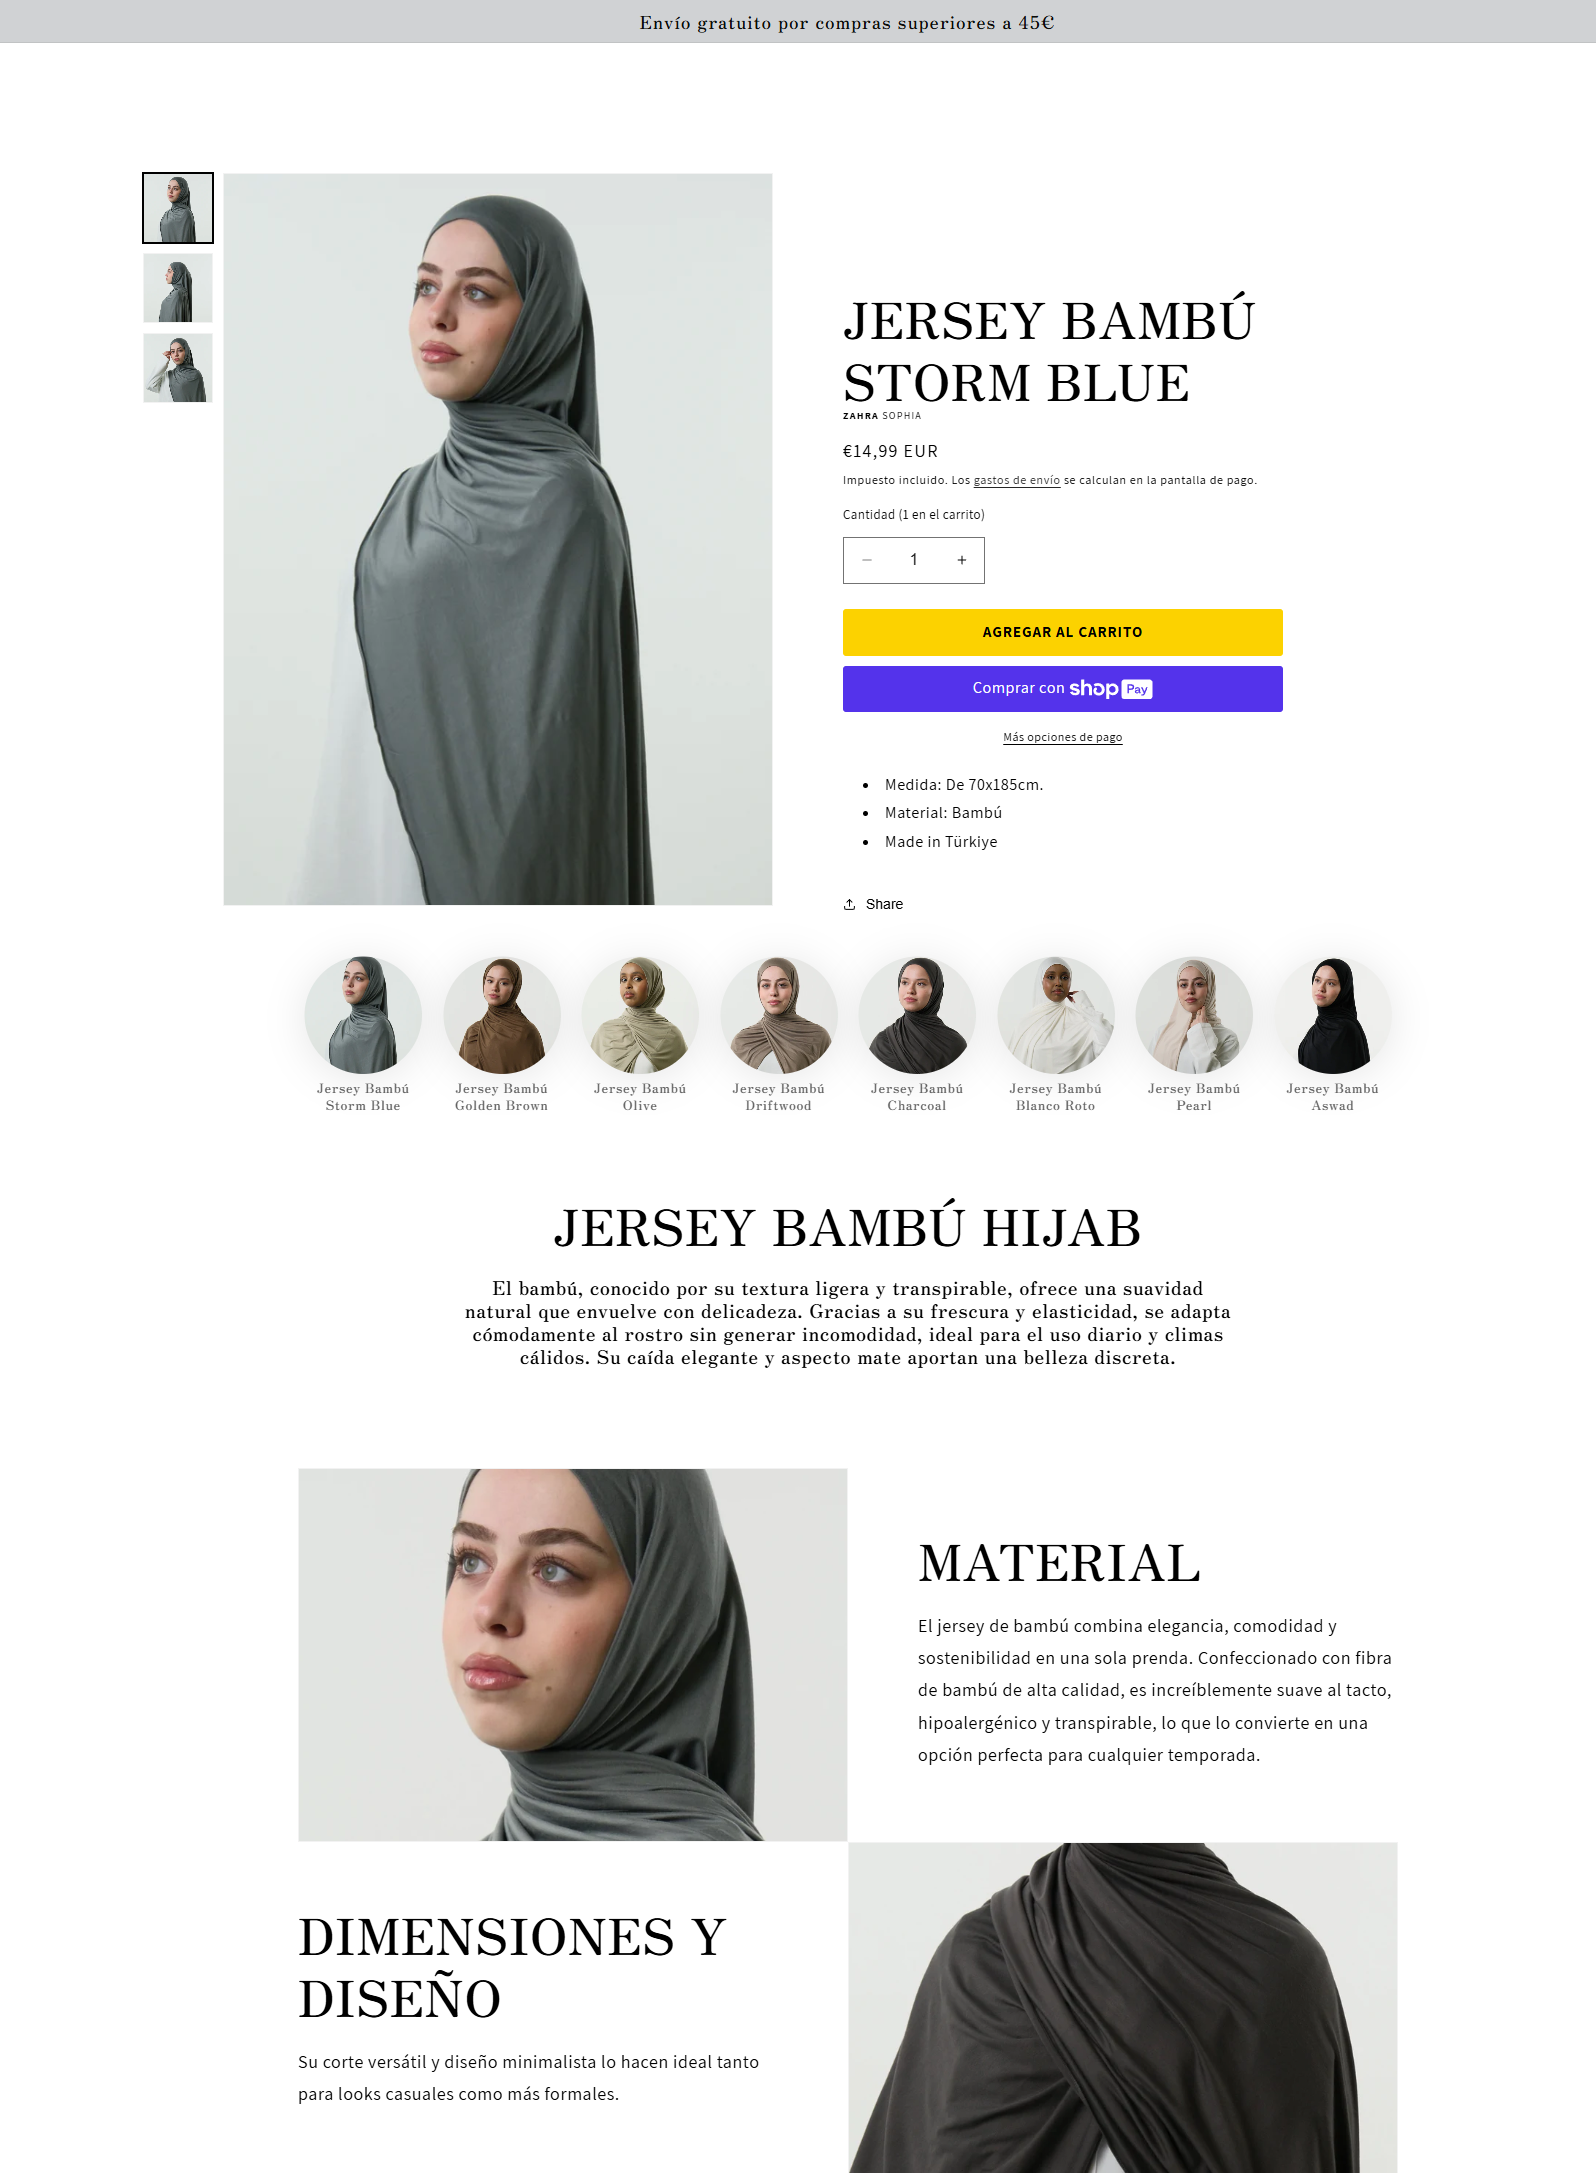 Envío gratuito por compras superiores a 45€
JERSEY BAMBÚ
STORM BLUE
ZAHRA SOPHIA
€14,99 EUR
Impuesto incluido. Los gastos de envío se calculan en la pantalla de pago.
Cantidad (1 en el carrito)
− 1 +
AGREGAR AL CARRITO
Comprar con shop Pay
Más opciones de pago
• Medida: De 70x185cm.
• Material: Bambú
• Made in Türkiye
Share
Jersey Bambú
Storm Blue
Jersey Bambú
Golden Brown
Jersey Bambú
Olive
Jersey Bambú
Driftwood
Jersey Bambú
Charcoal
Jersey Bambú
Blanco Roto
Jersey Bambú
Pearl
Jersey Bambú
Aswad
JERSEY BAMBÚ HIJAB
El bambú, conocido por su textura ligera y transpirable, ofrece una suavidad
natural que envuelve con delicadeza. Gracias a su frescura y elasticidad, se adapta
cómodamente al rostro sin generar incomodidad, ideal para el uso diario y climas
cálidos. Su caída elegante y aspecto mate aportan una belleza discreta.
MATERIAL
El jersey de bambú combina elegancia, comodidad y
sostenibilidad en una sola prenda. Confeccionado con fibra
de bambú de alta calidad, es increíblemente suave al tacto,
hipoalergénico y transpirable, lo que lo convierte en una
opción perfecta para cualquier temporada.
DIMENSIONES Y
DISEÑO
Su corte versátil y diseño minimalista lo hacen ideal tanto
para looks casuales como más formales.